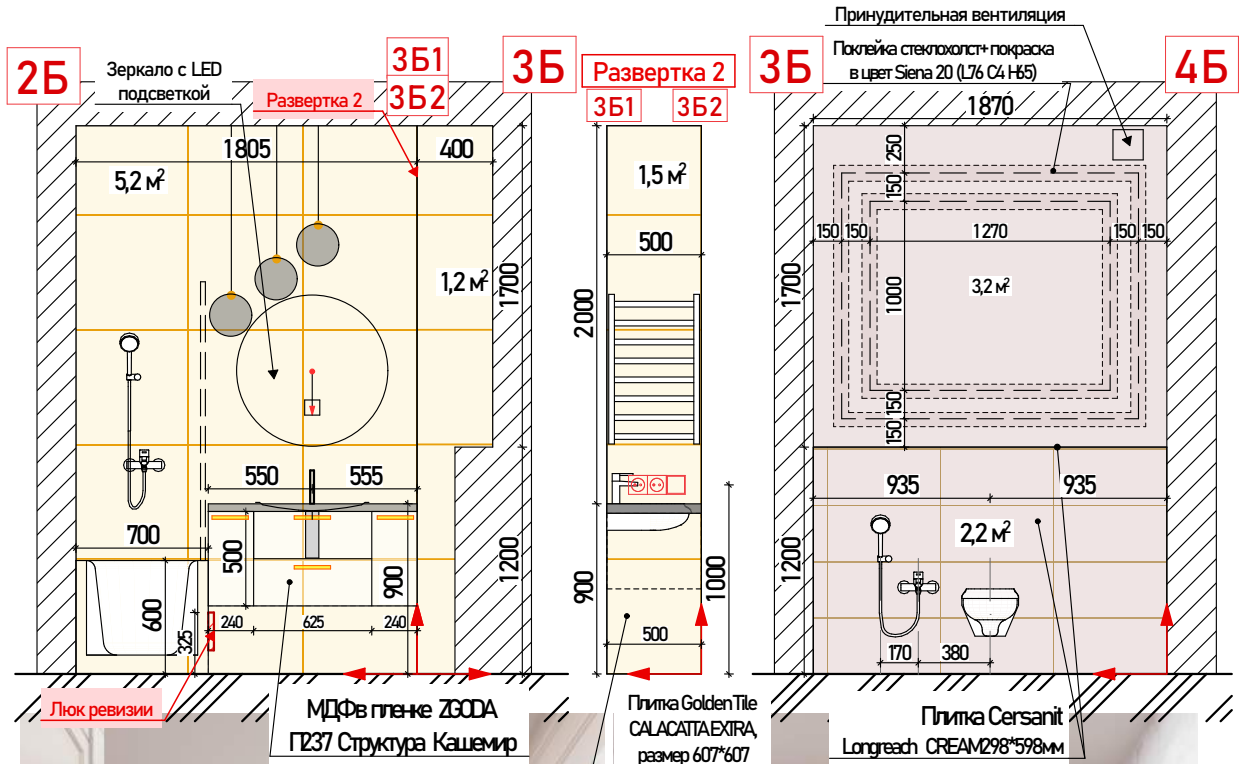 Принудительная вентиляция
Поклейка стеклохолст+ покраска
в цвет Siena 20 (L76 C4 H65)
2Б
Зеркало с LED
подсветкой
Развертка 2
3Б1
3Б2
3Б
Развертка 2
3Б1
3Б2
3Б
4Б
1870
1805
400
5,2 м²
1,2 м²
1700
550
555
700
500
900
600
325
240
625
240
1200
Люк ревизии
МДФ в пленке ZGODA
П237 Структура Кашемир
1,5 м²
500
2000
900
1000
500
Плитка Golden Tile
CALACATTA EXTRA,
размер 607*607
250
150
150
150
1270
150
150
1700
1000
3,2 м²
150
150
935
935
2,2 м²
1200
170
380
Плитка Cersanit
Longreach CREAM 298*598мм